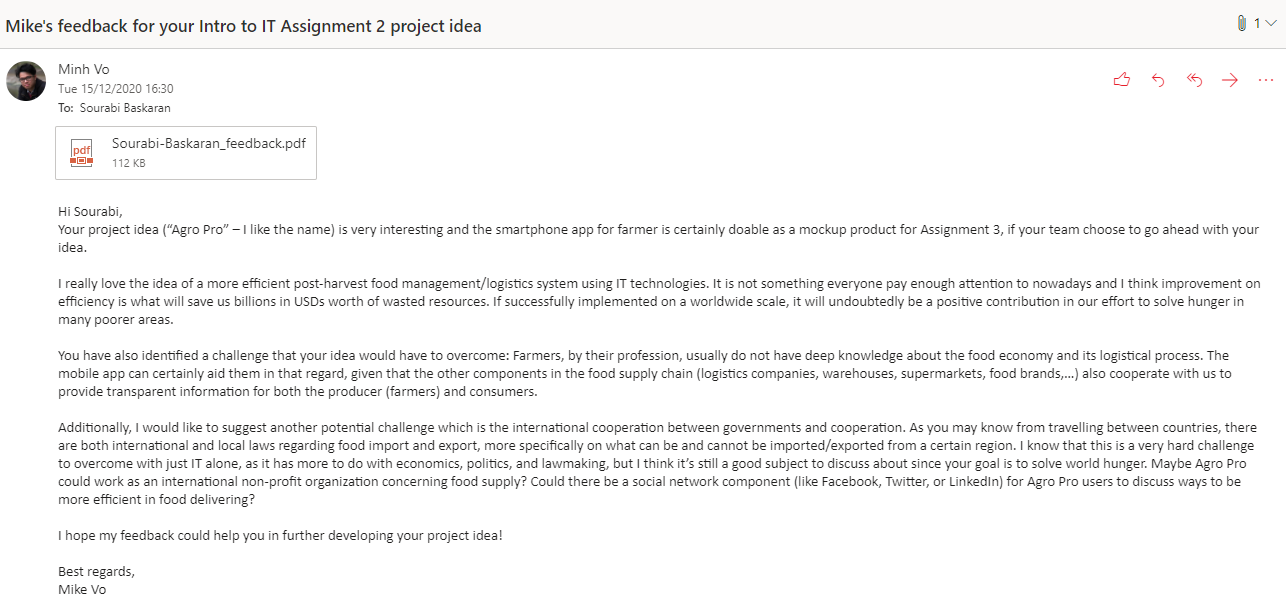 Mike's feedback for your Intro to IT Assignment 2 project idea
1
Minh Vo
Tue 15/12/2020 16:30
To: Sourabi Baskaran
pdf
Sourabi-Baskaran_feedback.pdf
112 KB
Hi Sourabi,
Your project idea (“Agro Pro” – I like the name) is very interesting and the smartphone app for farmer is certainly doable as a mockup product for Assignment 3, if your team choose to go ahead with your
idea.
I really love the idea of a more efficient post-harvest food management/logistics system using IT technologies. It is not something everyone pay enough attention to nowadays and I think improvement on
efficiency is what will save us billions in USDs worth of wasted resources. If successfully implemented on a worldwide scale, it will undoubtedly be a positive contribution in our effort to solve hunger in
many poorer areas.
You have also identified a challenge that your idea would have to overcome: Farmers, by their profession, usually do not have deep knowledge about the food economy and its logistical process. The
mobile app can certainly aid them in that regard, given that the other components in the food supply chain (logistics companies, warehouses, supermarkets, food brands,...) also cooperate with us to
provide transparent information for both the producer (farmers) and consumers.
Additionally, I would like to suggest another potential challenge which is the international cooperation between governments and cooperation. As you may know from travelling between countries, there
are both international and local laws regarding food import and export, more specifically on what can be and cannot be imported/exported from a certain region. I know that this is a very hard challenge
to overcome with just IT alone, as it has more to do with economics, politics, and lawmaking, but I think it’s still a good subject to discuss about since your goal is to solve world hunger. Maybe Agro Pro
could work as an international non-profit organization concerning food supply? Could there be a social network component (like Facebook, Twitter, or LinkedIn) for Agro Pro users to discuss ways to be
more efficient in food delivering?
I hope my feedback could help you in further developing your project idea!
Best regards,
Mike Vo